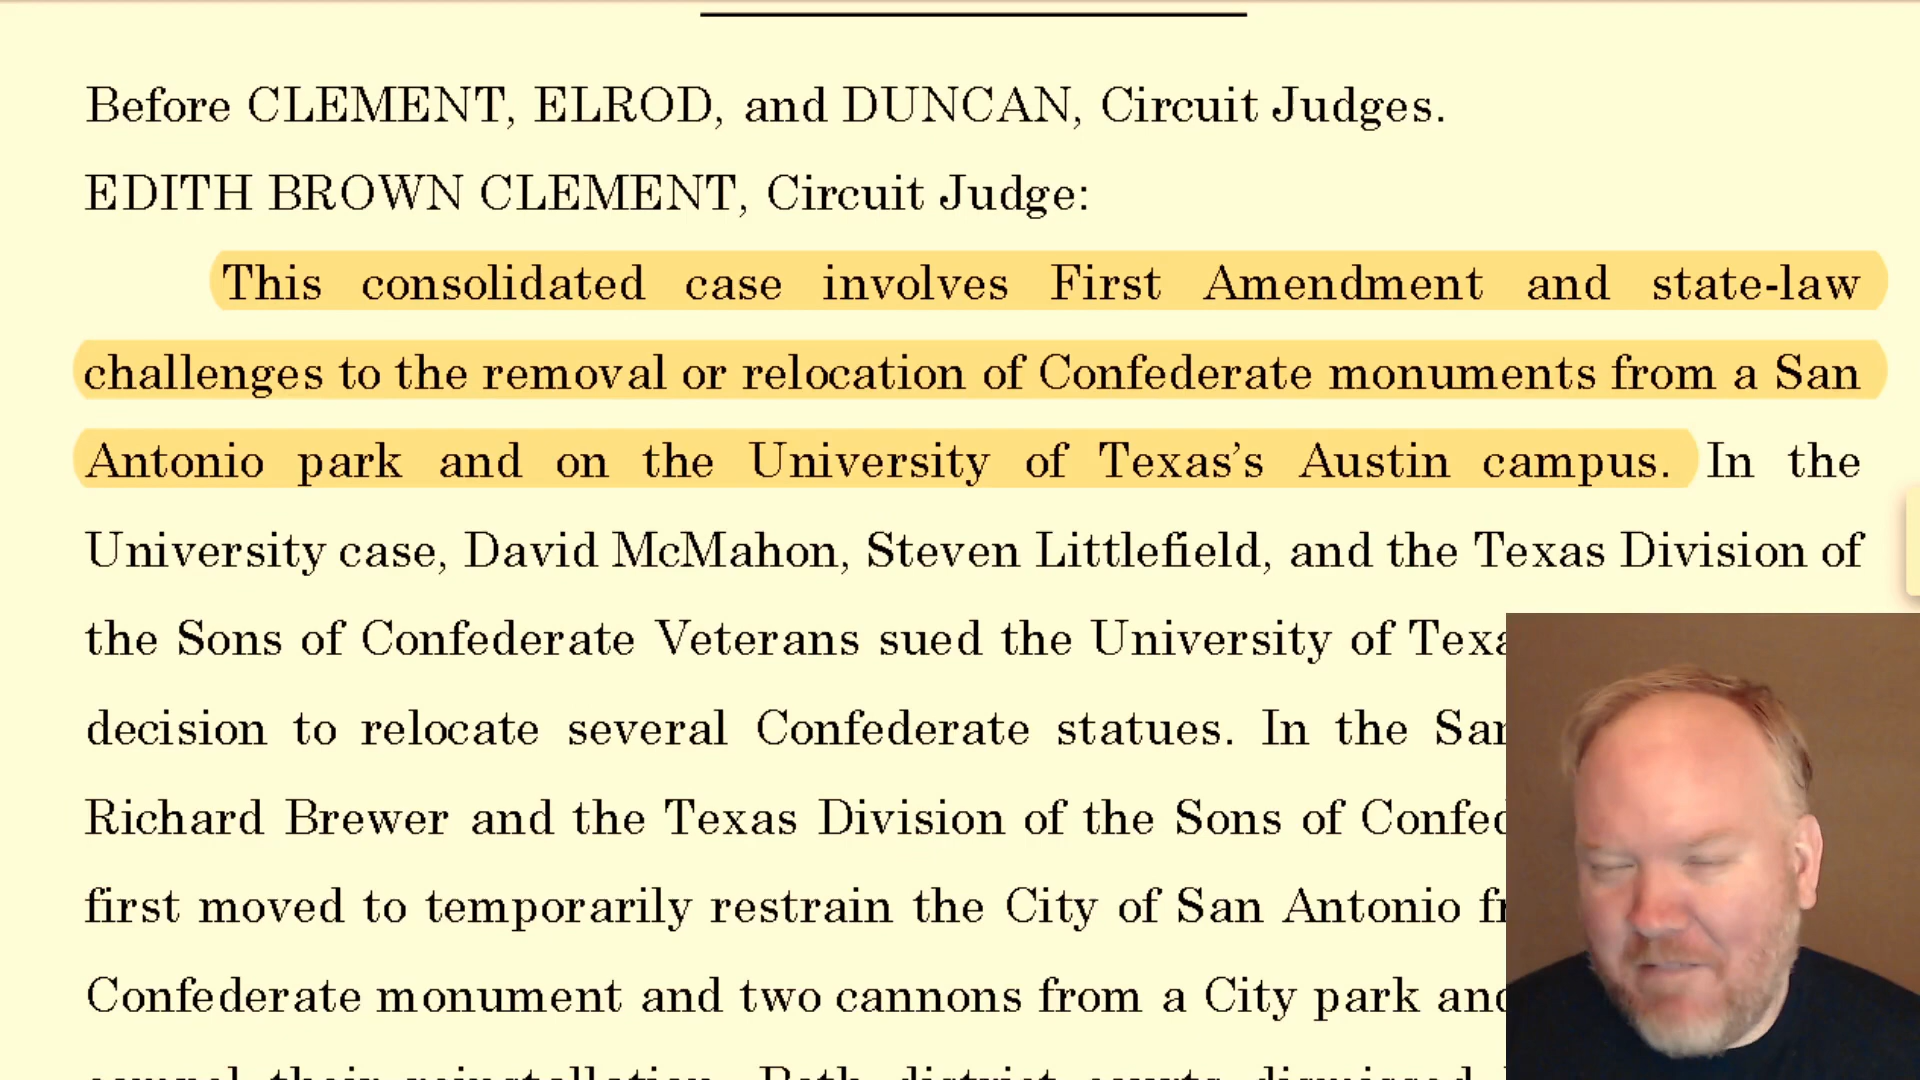 Before CLEMENT, ELROD, and DUNCAN, Circuit Judges.
EDITH BROWN CLEMENT, Circuit Judge:
This consolidated case involves First Amendment and state-law
challenges to the removal or relocation of Confederate monuments from a San
Antonio park and on the University of Texas’s Austin campus. In the
University case, David McMahon, Steven Littlefield, and the Texas Division of
the Sons of Confederate Veterans sued the University of
decision to relocate several Confederate statues. In the
Richard Brewer and the Texas Division of the Sons of
first moved to temporarily restrain the City of San Antonio
Confederate monument and two cannons from a City park